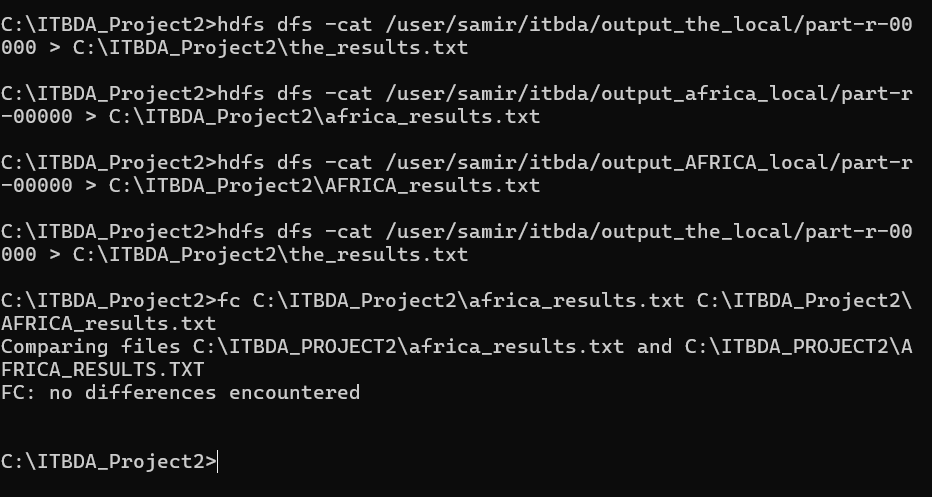 C:\ITBDA_Project2>hdfs dfs -cat /user/samir/itbda/output_the_local/part-r-00
000 > C:\ITBDA_Project2\the_results.txt
C:\ITBDA_Project2>hdfs dfs -cat /user/samir/itbda/output_africa_local/part-r
-00000 > C:\ITBDA_Project2\africa_results.txt
C:\ITBDA_Project2>hdfs dfs -cat /user/samir/itbda/output_AFRICA_local/part-r
-00000 > C:\ITBDA_Project2\AFRICA_results.txt
C:\ITBDA_Project2>hdfs dfs -cat /user/samir/itbda/output_the_local/part-r-00
000 > C:\ITBDA_Project2\the_results.txt
C:\ITBDA_Project2>fc C:\ITBDA_Project2\africa_results.txt C:\ITBDA_Project2\
AFRICA_results.txt
Comparing files C:\ITBDA_PROJECT2\africa_results.txt and C:\ITBDA_PROJECT2\A
FRICA_RESULTS.TXT
FC: no differences encountered
C:\ITBDA_Project2>